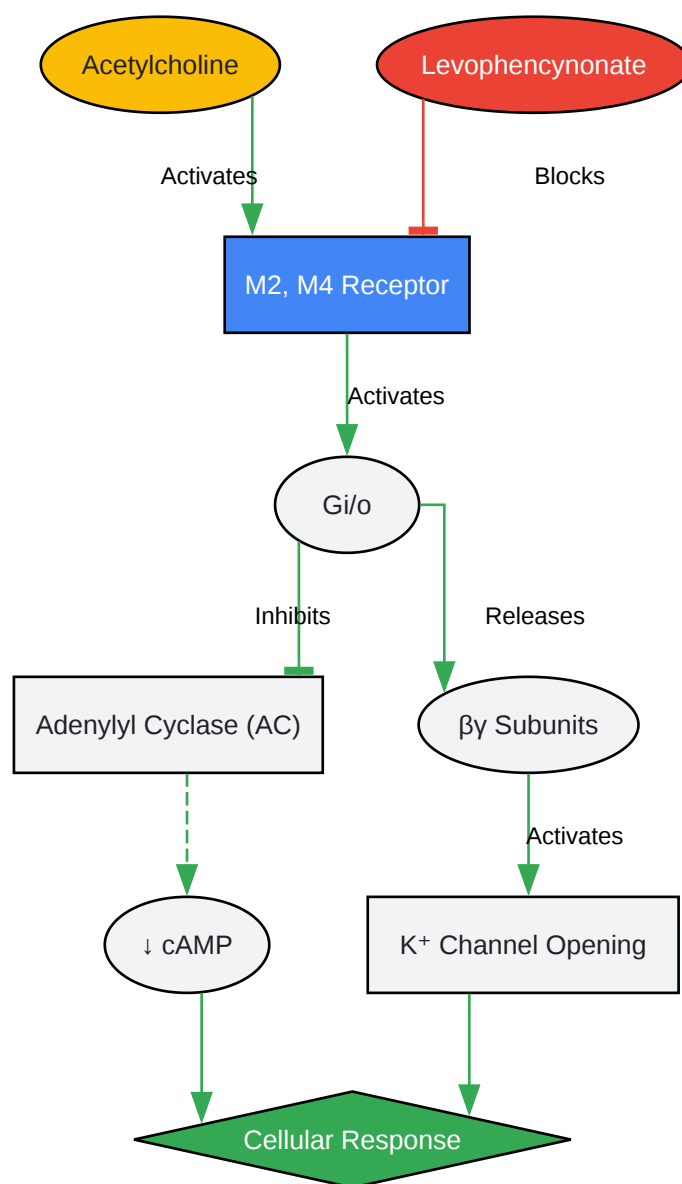 Acetylcholine
Levophencynonate
Activates
Blocks
M2, M4 Receptor
Activates
Gi/o
Inhibits
Releases
Adenylyl Cyclase (AC)
βγ Subunits
Activates
↓ cAMP
K⁺ Channel Opening
Cellular Response